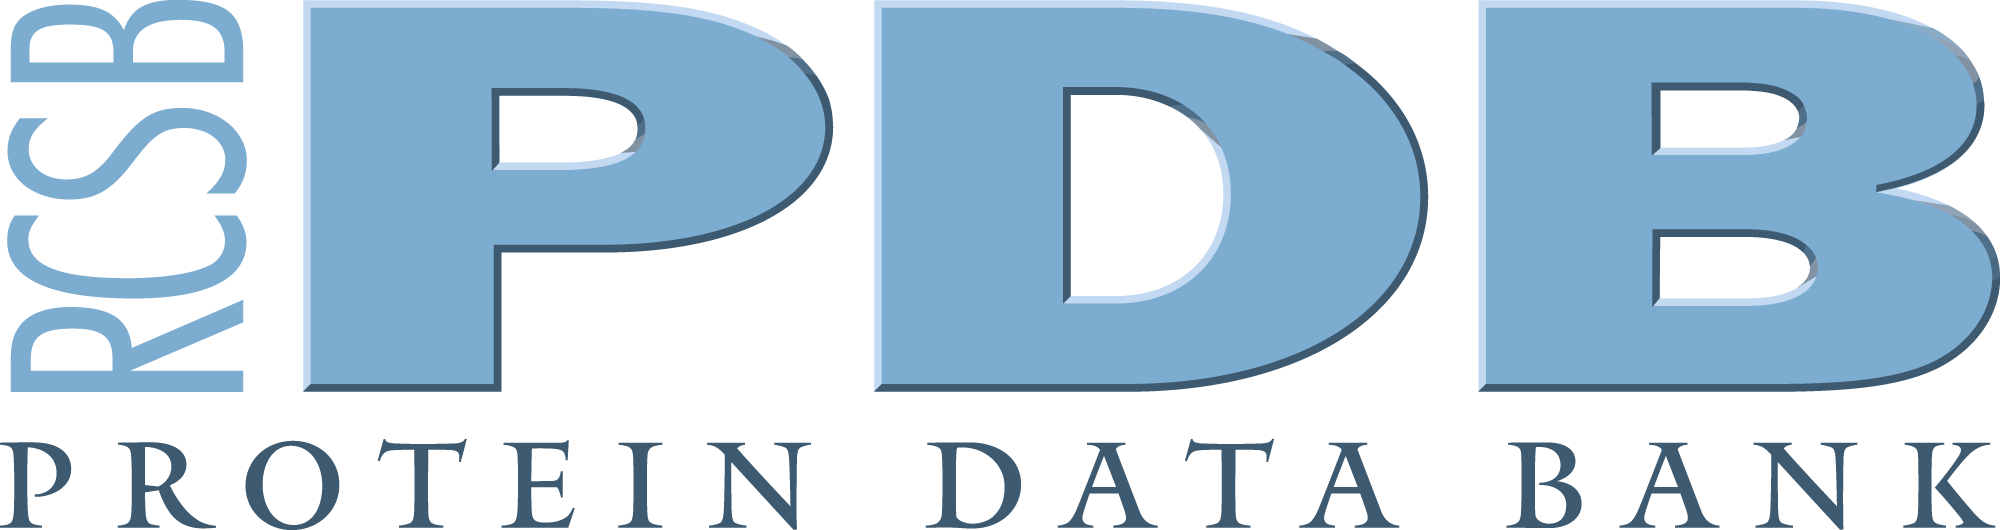 RCSB
PDB
PROTEIN DATA BANK